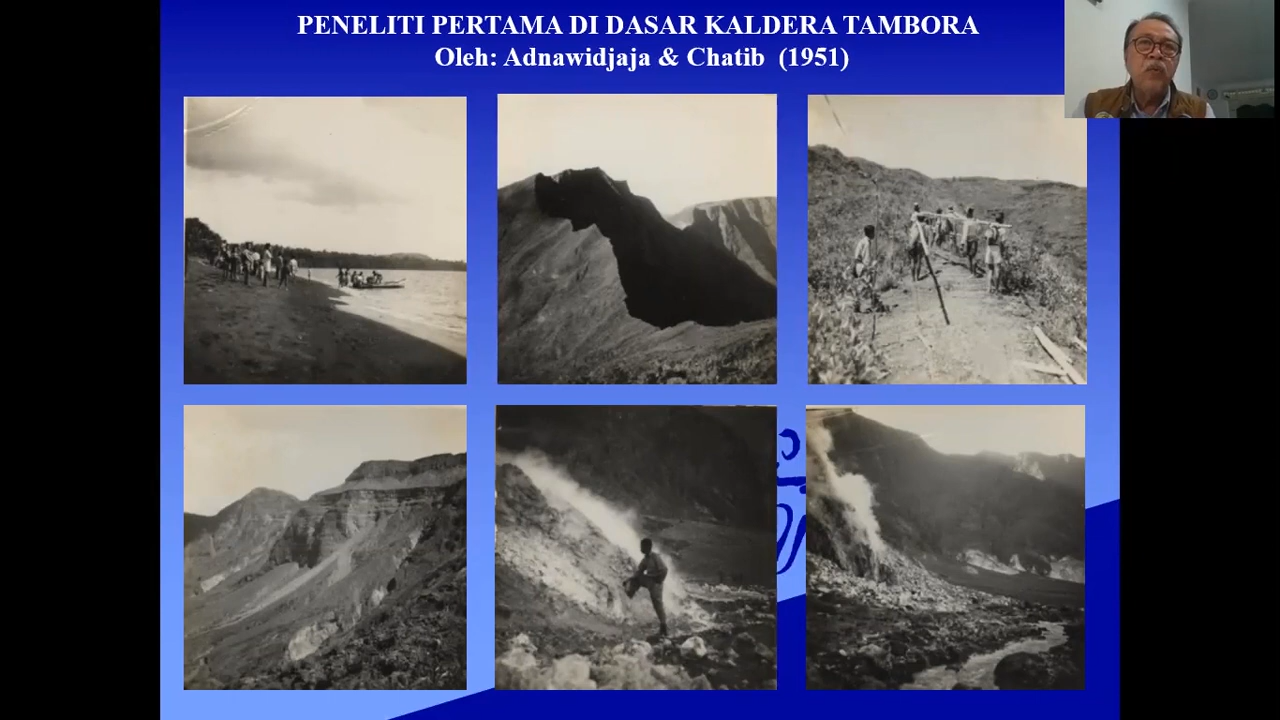 PENELITI PERTAMA DI DASAR KALDERA TAMBORA
Oleh: Adnawidjaja & Chatib (1951)